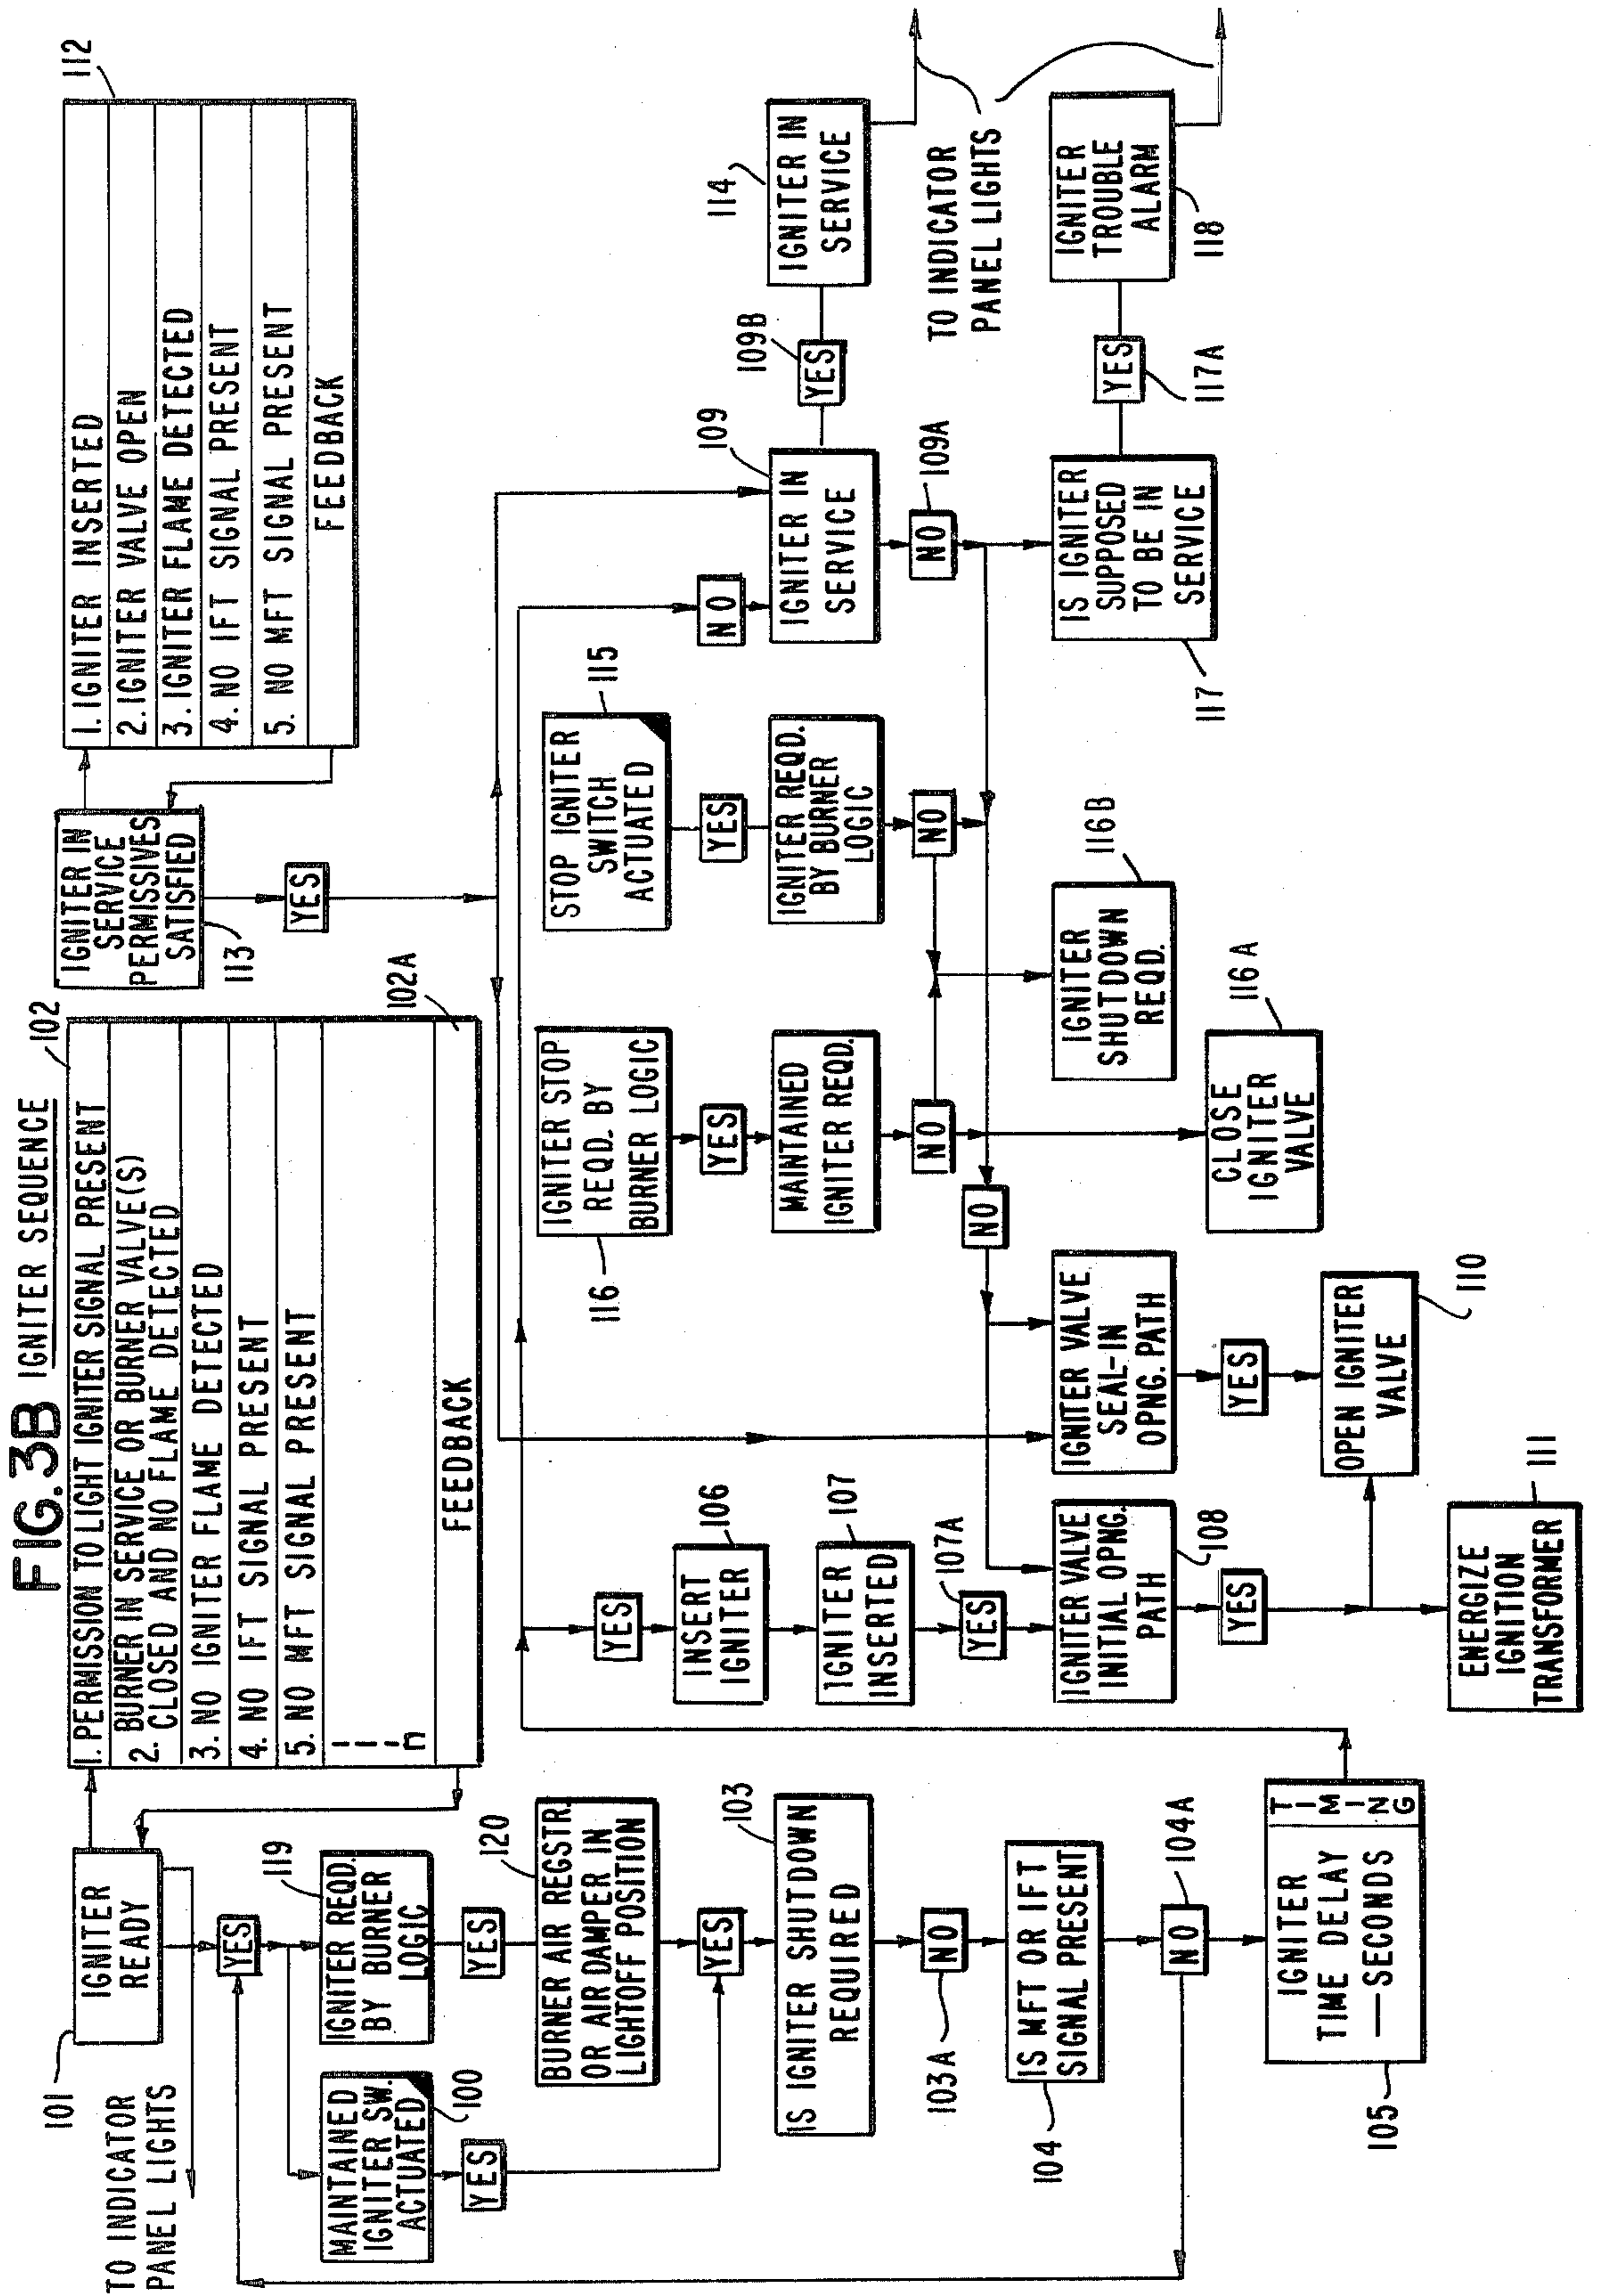 FIG.3B IGNITER SEQUENCE
TO INDICATOR
PANEL LIGHTS
101
IGNITER
READY
102
1. PERMISSION TO LIGHT IGNITER SIGNAL PRESENT
2. BURNER IN SERVICE OR BURNER VALVE(S)
CLOSED AND NO FLAME DETECTED
3. NO IGNITER FLAME DETECTED
4. NO IFT SIGNAL PRESENT
5. NO MFT SIGNAL PRESENT
n
FEEDBACK
102A
IGNITER IN
SERVICE
PERMISSIVES
SATISFIED
113
YES
112
1. IGNITER INSERTED
2. IGNITER VALVE OPEN
3. IGNITER FLAME DETECTED
4. NO IFT SIGNAL PRESENT
5. NO MFT SIGNAL PRESENT
FEEDBACK
YES
MAINTAINED
IGNITER SW.
ACTUATED
100
YES
119
IGNITER REQD.
BY BURNER
LOGIC
YES
120
BURNER AIR REGSTR.
OR AIR DAMPER IN
LIGHTOFF POSITION
YES
103
IS IGNITER SHUTDOWN
REQUIRED
103A
NO
104
IS MFT OR IFT
SIGNAL PRESENT
NO
104A
105
IGNITER
TIME DELAY
—SECONDS
TIMING
YES
INSERT
IGNITER
106
IGNITER
INSERTED
107
YES
107A
IGNITER VALVE
INITIAL OPNG.
PATH
108
YES
ENERGIZE
IGNITION
TRANSFORMER
111
IGNITER VALVE
SEAL-IN
OPNG. PATH
YES
OPEN IGNITER
VALVE
110
NO
116
IGNITER STOP
REQD. BY
BURNER LOGIC
YES
MAINTAINED
IGNITER REQD.
NO
CLOSE
IGNITER
VALVE
116A
STOP IGNITER
SWITCH
ACTUATED
115
YES
IGNITER REQD.
BY BURNER
LOGIC
NO
IGNITER
SHUTDOWN
REQD.
116B
NO
IGNITER IN
SERVICE
109
NO
109A
YES
109B
IGNITER IN
SERVICE
114
TO INDICATOR
PANEL LIGHTS
IS IGNITER
SUPPOSED
TO BE IN
SERVICE
117
YES
117A
IGNITER
TROUBLE
ALARM
118